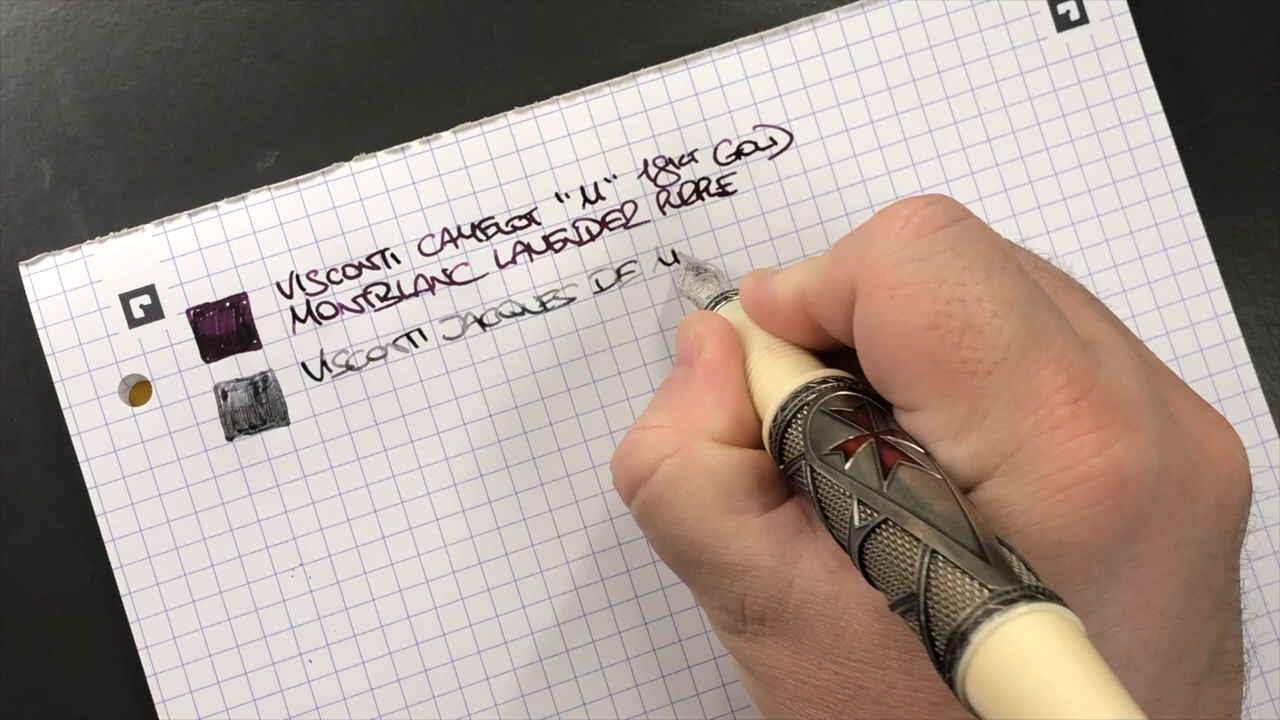 VISCONTI CAMELOT "M" 18KT GOLD
MONTBLANC LAVENDER PURPLE
VISCONTI JACQUES DE M